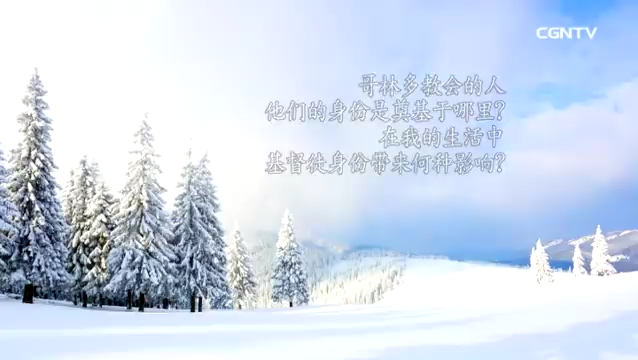 CGNTV
哥林多教会的人
他们的身份是奠基于哪里?
在我的生活中
基督徒身份带来何种影响?